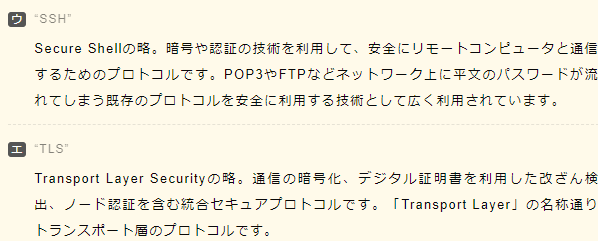 ウ “SSH”
Secure Shellの略。暗号や認証の技術を利用して、安全にリモートコンピュータと通信
するためのプロトコルです。POP3やFTPなどネットワーク上に平文のパスワードが流
れてしまう既存のプロトコルを安全に利用する技術として広く利用されています。
エ “TLS”
Transport Layer Securityの略。通信の暗号化、デジタル証明書を利用した改ざん検
出、ノード認証を含む統合セキュアプロトコルです。「Transport Layer」の名称通り
トランスポート層のプロトコルです。